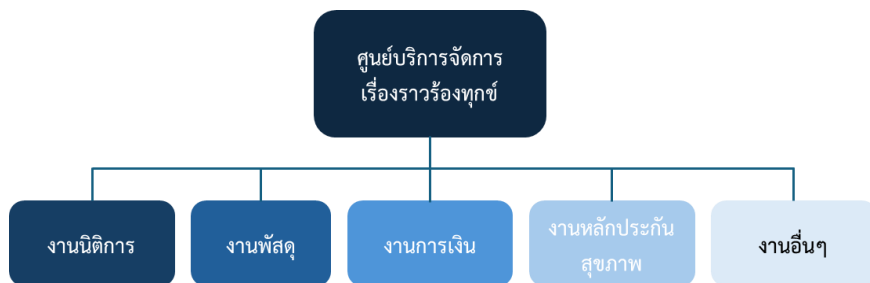 ศูนย์บริการจัดการ
เรื่องราวร้องทุกข์
งานนิติการ
งานพัสดุ
งานการเงิน
งานหลักประกัน
สุขภาพ
งานอื่นๆ